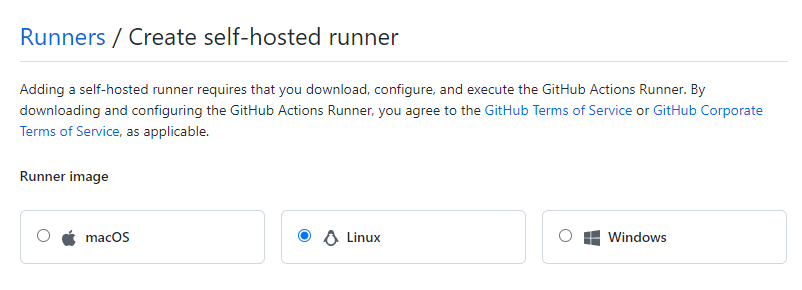 Runners / Create self-hosted runner
Adding a self-hosted runner requires that you download, configure, and execute the GitHub Actions Runner. By
downloading and configuring the GitHub Actions Runner, you agree to the GitHub Terms of Service or GitHub Corporate
Terms of Service, as applicable.
Runner image
macOS
Linux
Windows